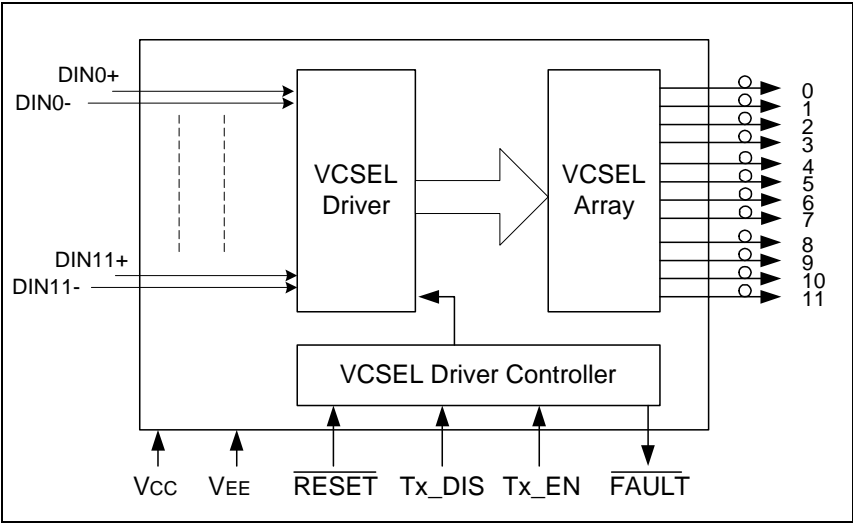 DIN0+
DIN0-
DIN11+
DIN11-
VCSEL
Driver
VCSEL
Array
0
1
2
3
4
5
6
7
8
9
10
11
VCSEL Driver Controller
VCC
VEE
RESET
Tx_DIS
Tx_EN
FAULT